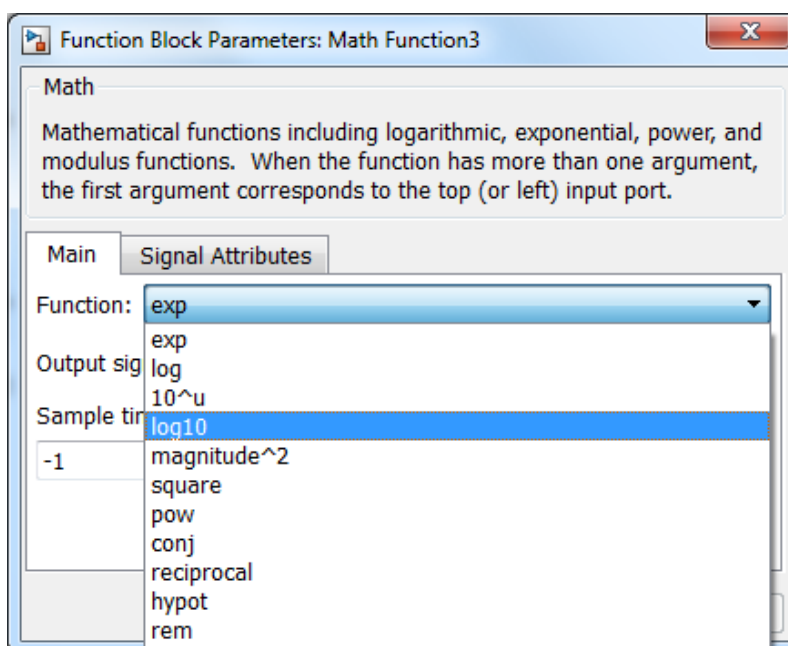 Function Block Parameters: Math Function3
Math
Mathematical functions including logarithmic, exponential, power, and
modulus functions.  When the function has more than one argument,
the first argument corresponds to the top (or left) input port.
Main
Signal Attributes
Function: exp
exp
Output sig
log
10^u
Sample tir
log10
-1
magnitude^2
square
pow
conj
reciprocal
hypot
rem